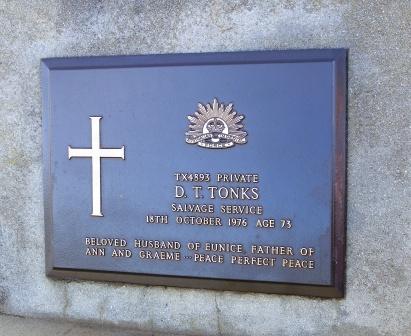 TX4893 PRIVATE
D. T. TONKS
SALVAGE SERVICE
18TH OCTOBER 1976 AGE 73
BELOVED HUSBAND OF EUNICE. FATHER OF
ANN AND GRAEME -- PEACE PERFECT PEACE